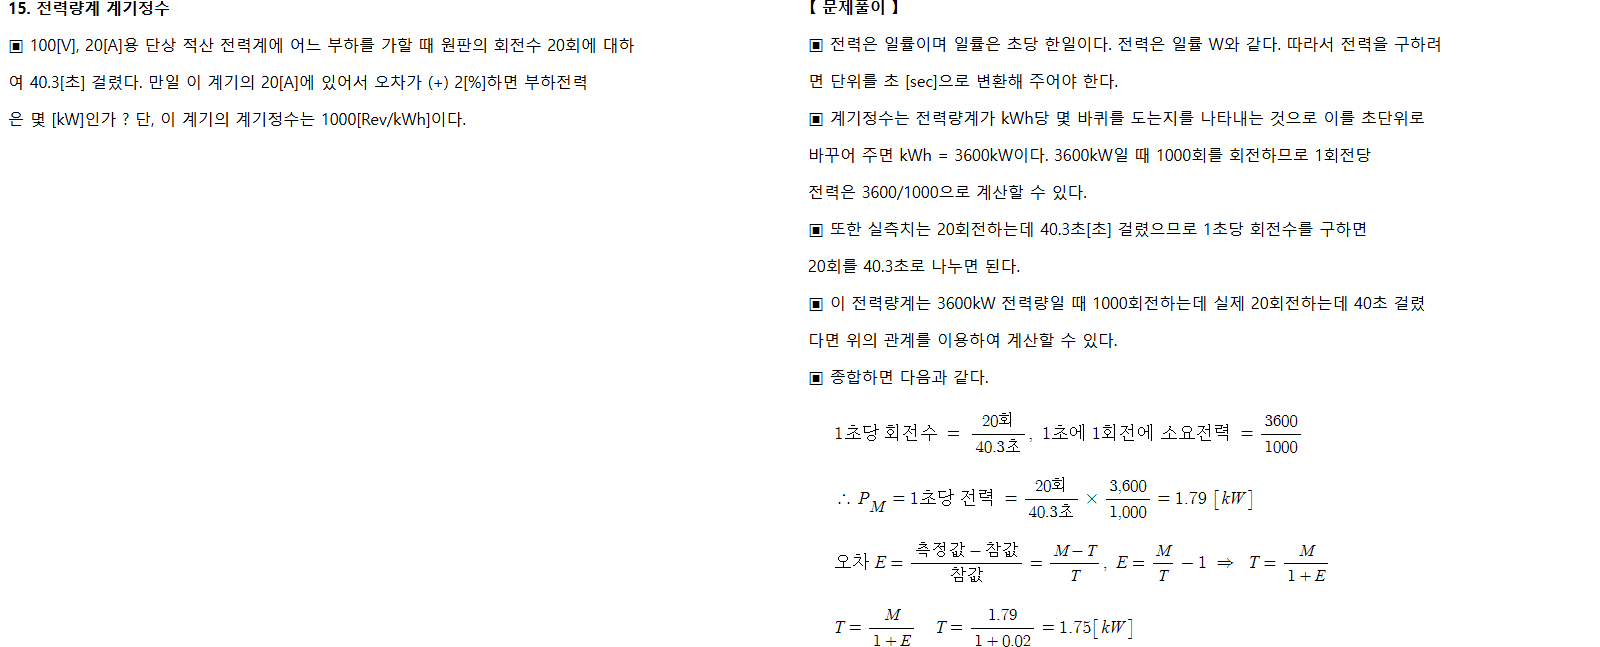 15. 전력량계 계기정수
▣ 100[V], 20[A]용 단상 적산 전력계에 어느 부하를 가할 때 원판의 회전수 20회에 대하
여 40.3[초] 걸렸다. 만일 이 계기의 20[A]에 있어서 오차가 (+) 2[%]하면 부하전력
은 몇 [kW]인가 ? 단, 이 계기의 계기정수는 1000[Rev/kWh]이다.
【 문제풀이 】
▣ 전력은 일률이며 일률은 초당 한일이다. 전력은 일률 W와 같다. 따라서 전력을 구하려
면 단위를 초 [sec]으로 변환해 주어야 한다.
▣ 계기정수는 전력량계가 kWh당 몇 바퀴를 도는지를 나타내는 것으로 이를 초단위로
바꾸어 주면 kWh = 3600kW이다. 3600kW일 때 1000회를 회전하므로 1회전당
전력은 3600/1000으로 계산할 수 있다.
▣ 또한 실측치는 20회전하는데 40.3초[초] 걸렸으므로 1초당 회전수를 구하면
20회를 40.3초로 나누면 된다.
▣ 이 전력량계는 3600kW 전력량일 때 1000회전하는데 실제 20회전하는데 40초 걸렸
다면 위의 관계를 이용하여 계산할 수 있다.
▣ 종합하면 다음과 같다.
1초당 회전수 = 20회/40.3초, 1초에 1회전에 소요전력 = 3600/1000
∴ P_M = 1초당 전력 = 20회/40.3초 × 3,600/1,000 = 1.79 [kW]
오차 E = 측정값 − 참값/참값 = M − T/T, E = M/T − 1 ⇒ T = M/1 + E
T = M/1 + E T = 1.79/1 + 0.02 = 1.75[kW]